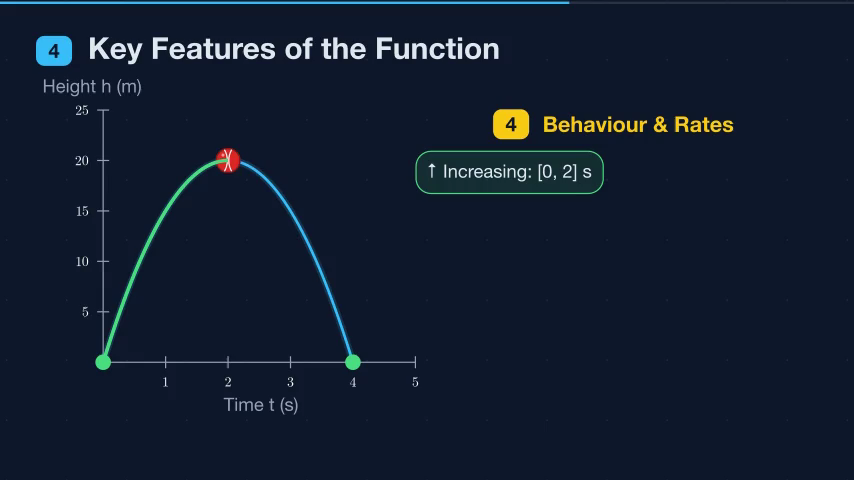 4 Key Features of the Function
Height h (m)
4 Behaviour & Rates
↑ Increasing: [0, 2] s
25
20
15
10
5
1 2 3 4 5
Time t (s)